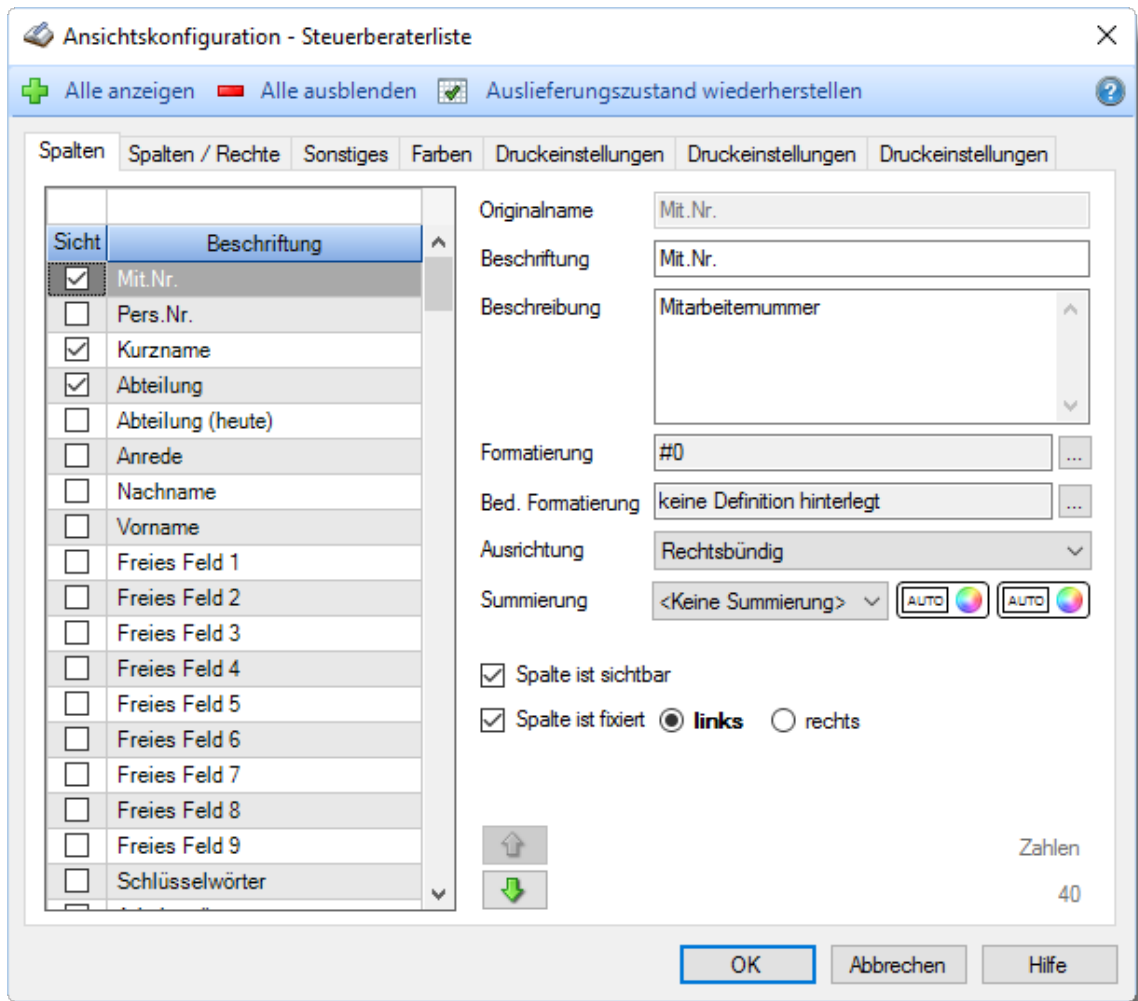 Ansichtskonfiguration - Steuerberaterliste
Alle anzeigen Alle ausblenden Auslieferungszustand wiederherstellen
Spalten Spalten / Rechte Sonstiges Farben Druckeinstellungen Druckeinstellungen Druckeinstellungen
Sicht Beschriftung
Mit.Nr.
Pers.Nr.
Kurzname
Abteilung
Abteilung (heute)
Anrede
Nachname
Vorname
Freies Feld 1
Freies Feld 2
Freies Feld 3
Freies Feld 4
Freies Feld 5
Freies Feld 6
Freies Feld 7
Freies Feld 8
Freies Feld 9
Schlüsselwörter
Originalname Mit.Nr.
Beschriftung Mit.Nr.
Beschreibung Mitarbeiternummer
Formatierung #0 ...
Bed. Formatierung keine Definition hinterlegt ...
Ausrichtung Rechtsbündig
Summierung <Keine Summierung> AUTO AUTO
Spalte ist sichtbar
Spalte ist fixiert links rechts
Zahlen
40
OK Abbrechen Hilfe